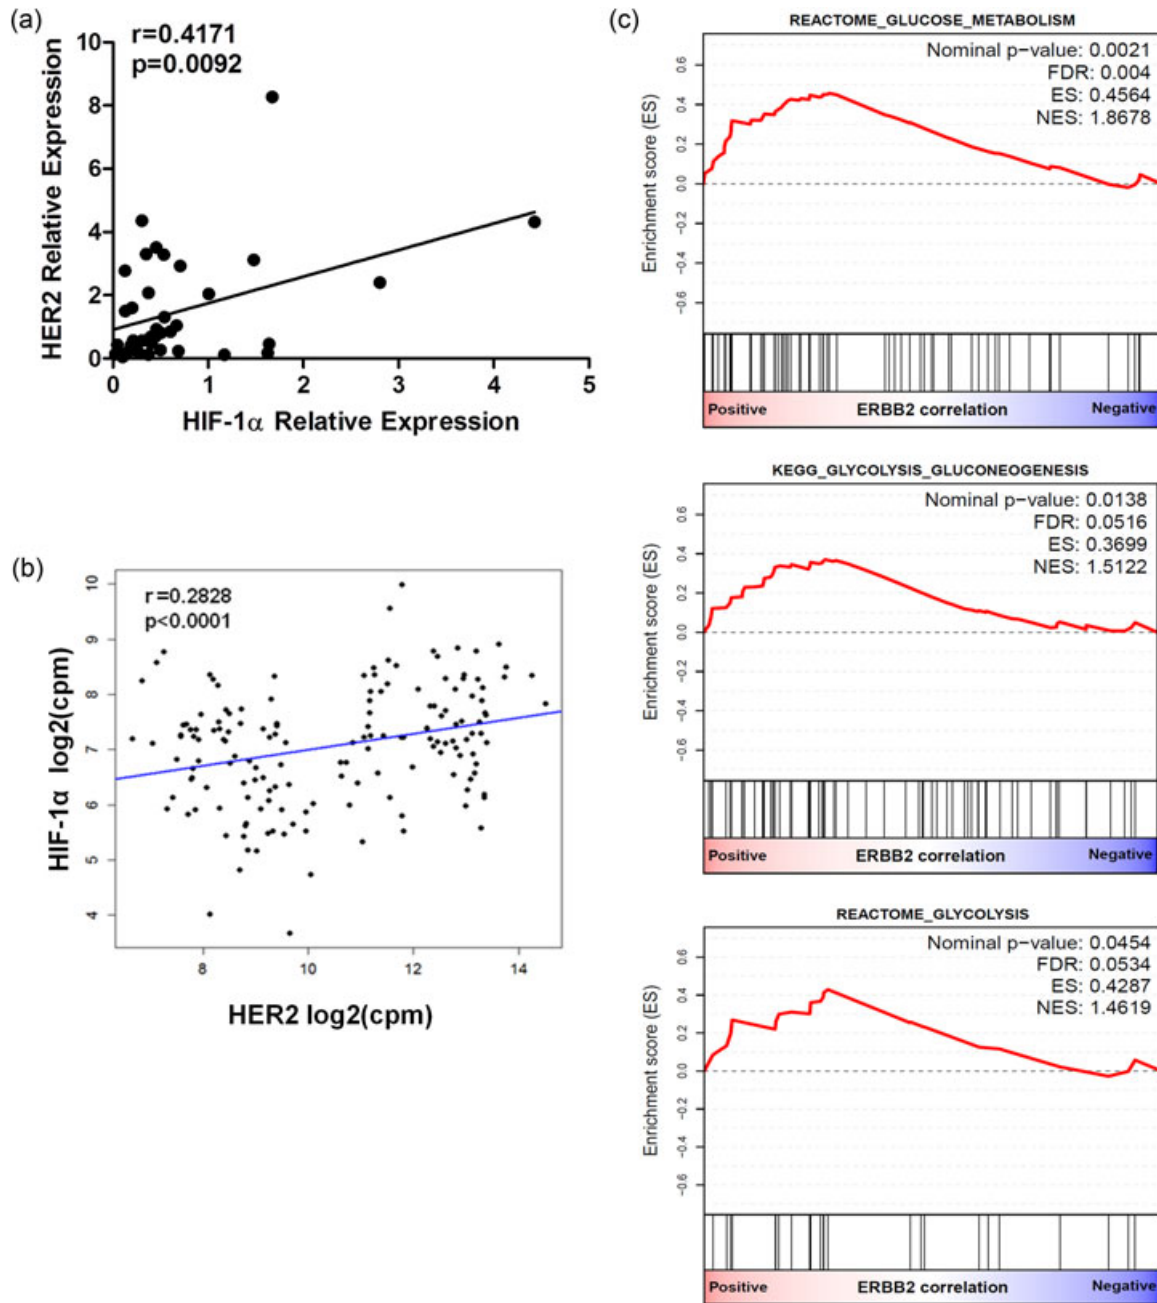 (a)
r=0.4171
p=0.0092
HER2 Relative Expression
10
8
6
4
2
0
0 1 2 3 4 5
HIF-1α Relative Expression
(b)
r=0.2828
p<0.0001
HIF-1α log2(cpm)
10
9
8
7
6
5
4
8 10 12 14
HER2 log2(cpm)
(c)
REACTOME_GLUCOSE_METABOLISM
Nominal p−value: 0.0021
FDR: 0.004
ES: 0.4564
NES: 1.8678
Enrichment score (ES)
0.6
0.4
0.2
0.0
−0.2
−0.4
−0.6
Positive ERBB2 correlation Negative
KEGG_GLYCOLYSIS_GLUCONEOGENESIS
Nominal p−value: 0.0138
FDR: 0.0516
ES: 0.3699
NES: 1.5122
Enrichment score (ES)
0.6
0.4
0.2
0.0
−0.2
−0.4
−0.6
Positive ERBB2 correlation Negative
REACTOME_GLYCOLYSIS
Nominal p−value: 0.0454
FDR: 0.0534
ES: 0.4287
NES: 1.4619
Enrichment score (ES)
0.6
0.4
0.2
0.0
−0.2
−0.4
−0.6
Positive ERBB2 correlation Negative